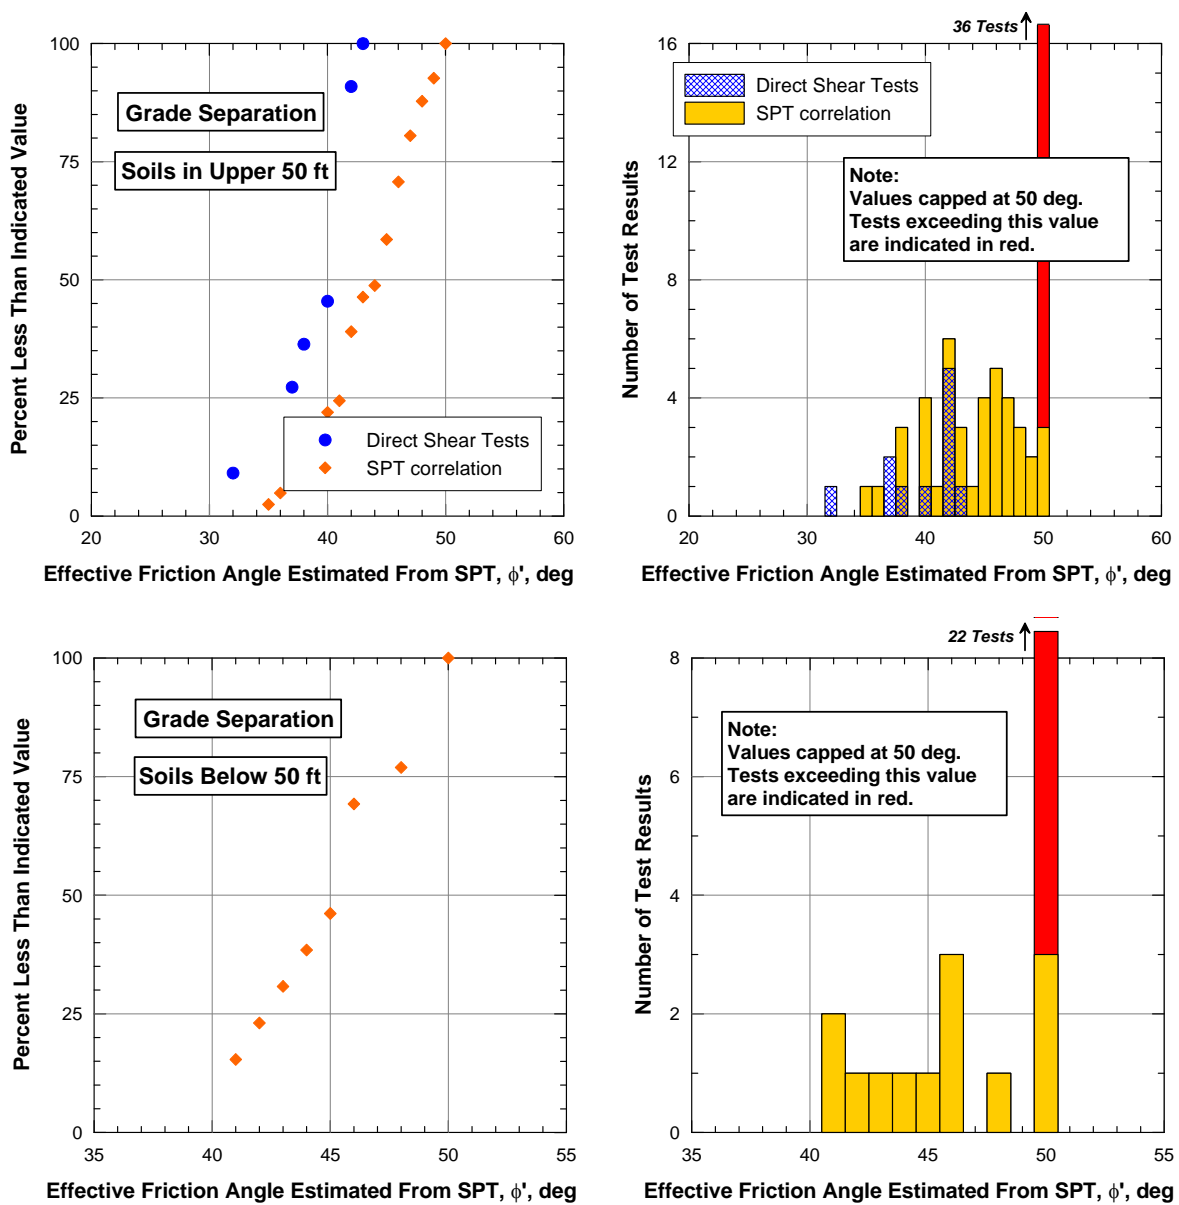 Percent Less Than Indicated Value
100
75
50
25
0
Grade Separation
Soils in Upper 50 ft
Direct Shear Tests
SPT correlation
20
30
40
50
60
Effective Friction Angle Estimated From SPT, ϕ', deg
36 Tests
Number of Test Results
16
12
8
4
0
Direct Shear Tests
SPT correlation
Note:
Values capped at 50 deg.
Tests exceeding this value
are indicated in red.
20
30
40
50
60
Effective Friction Angle Estimated From SPT, ϕ', deg
Percent Less Than Indicated Value
100
75
50
25
0
Grade Separation
Soils Below 50 ft
35
40
45
50
55
Effective Friction Angle Estimated From SPT, ϕ', deg
22 Tests
Number of Test Results
8
6
4
2
0
Note:
Values capped at 50 deg.
Tests exceeding this value
are indicated in red.
35
40
45
50
55
Effective Friction Angle Estimated From SPT, ϕ', deg